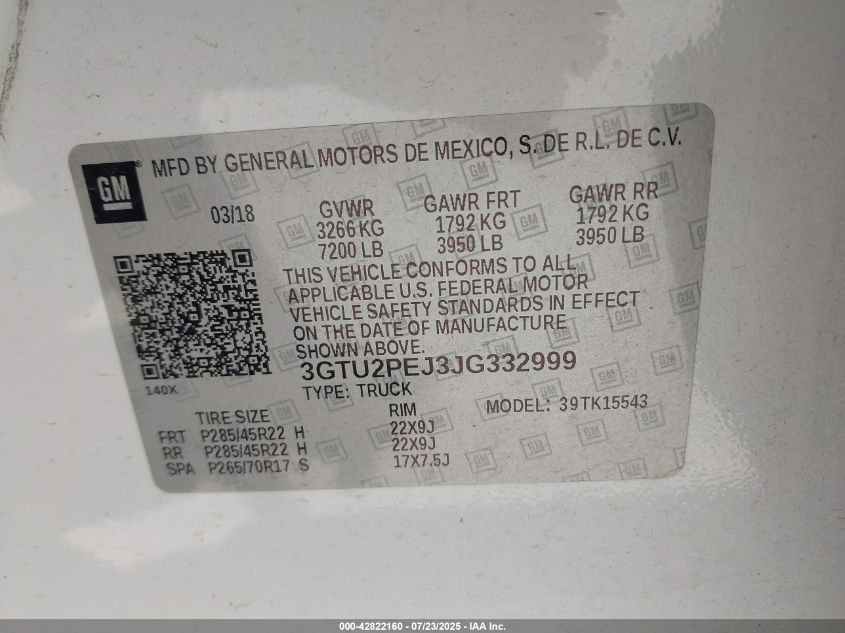 GM
MFD BY GENERAL MOTORS DE MEXICO, S. DE R.L. DE C.V.
03/18
GVWR GAWR FRT GAWR RR
3266 KG 1792 KG 1792 KG
7200 LB 3950 LB 3950 LB
THIS VEHICLE CONFORMS TO ALL
APPLICABLE U.S. FEDERAL MOTOR
VEHICLE SAFETY STANDARDS IN EFFECT
ON THE DATE OF MANUFACTURE
SHOWN ABOVE.
3GTU2PEJ3JG332999
140X
TYPE: TRUCK
MODEL: 39TK15543
TIRE SIZE RIM
FRT P285/45R22 H 22X9J
RR P285/45R22 H 22X9J
SPA P265/70R17 S 17X7.5J
000-42822160 - 07/23/2025 - IAA Inc.